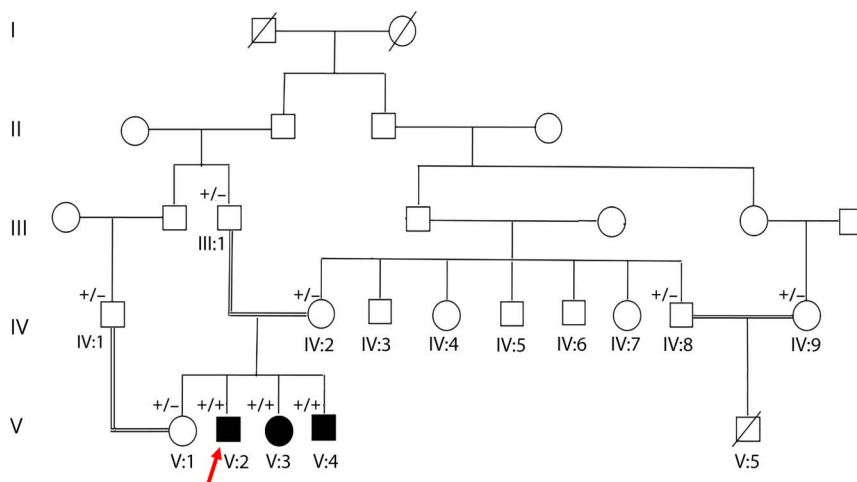 I
II
+/–
III
III:1
+/– +/– +/– +/–
IV
IV:1 IV:2 IV:3 IV:4 IV:5 IV:6 IV:7 IV:8 IV:9
+/– +/+ +/+ +/+
V
V:1 V:2 V:3 V:4 V:5